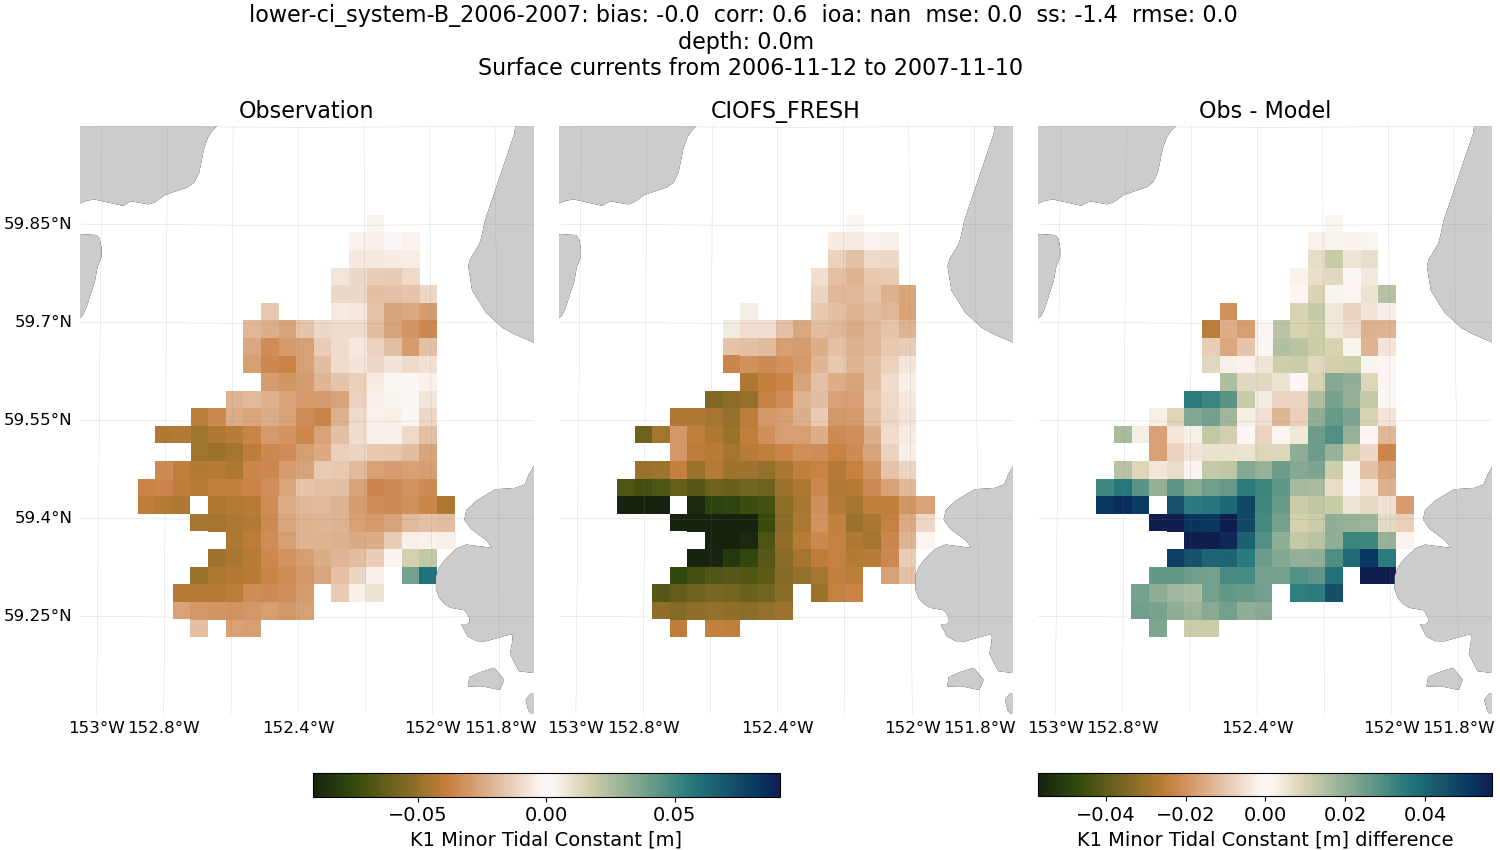 lower-ci_system-B_2006-2007: bias: -0.0  corr: 0.6  ioa: nan  mse: 0.0  ss: -1.4  rmse: 0.0
depth: 0.0m
Surface currents from 2006-11-12 to 2007-11-10
Observation
CIOFS_FRESH
Obs - Model
59.85°N
59.7°N
59.55°N
59.4°N
59.25°N
153°W 152.8°W 152.4°W 152°W 151.8°W
153°W 152.8°W 152.4°W 152°W 151.8°W
153°W 152.8°W 152.4°W 152°W 151.8°W
−0.05 0.00 0.05
K1 Minor Tidal Constant [m]
−0.04 −0.02 0.00 0.02 0.04
K1 Minor Tidal Constant [m] difference